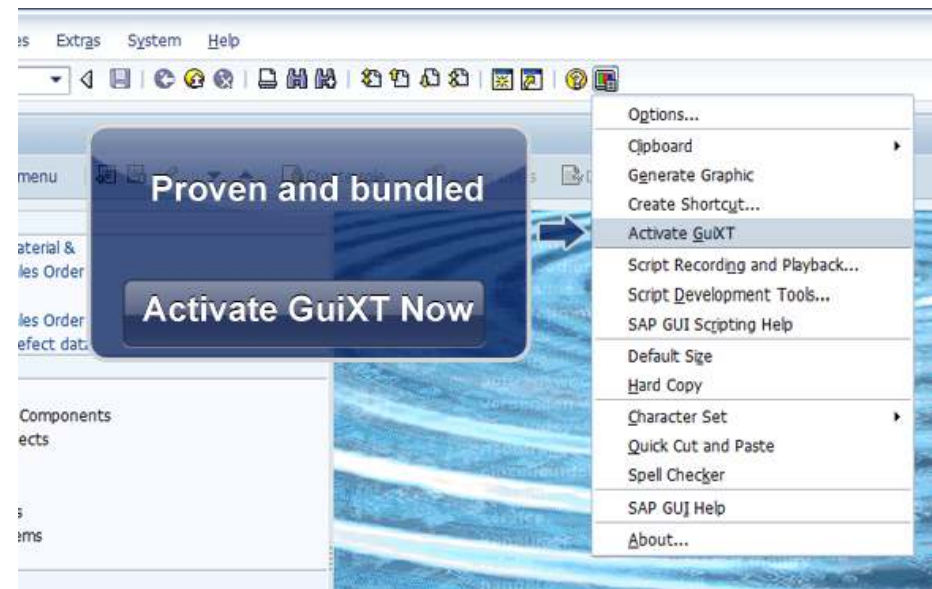 es Extras System Help
Options...
Clipboard
Generate Graphic
Create Shortcut...
Activate GuiXT
Script Recording and Playback...
Script Development Tools...
SAP GUI Scripting Help
Default Size
Hard Copy
Character Set
Quick Cut and Paste
Spell Checker
SAP GUI Help
About...
menu
Proven and bundled
Activate GuiXT Now
aterial &
les Order
les Order
efect data
Components
ects
s
ems